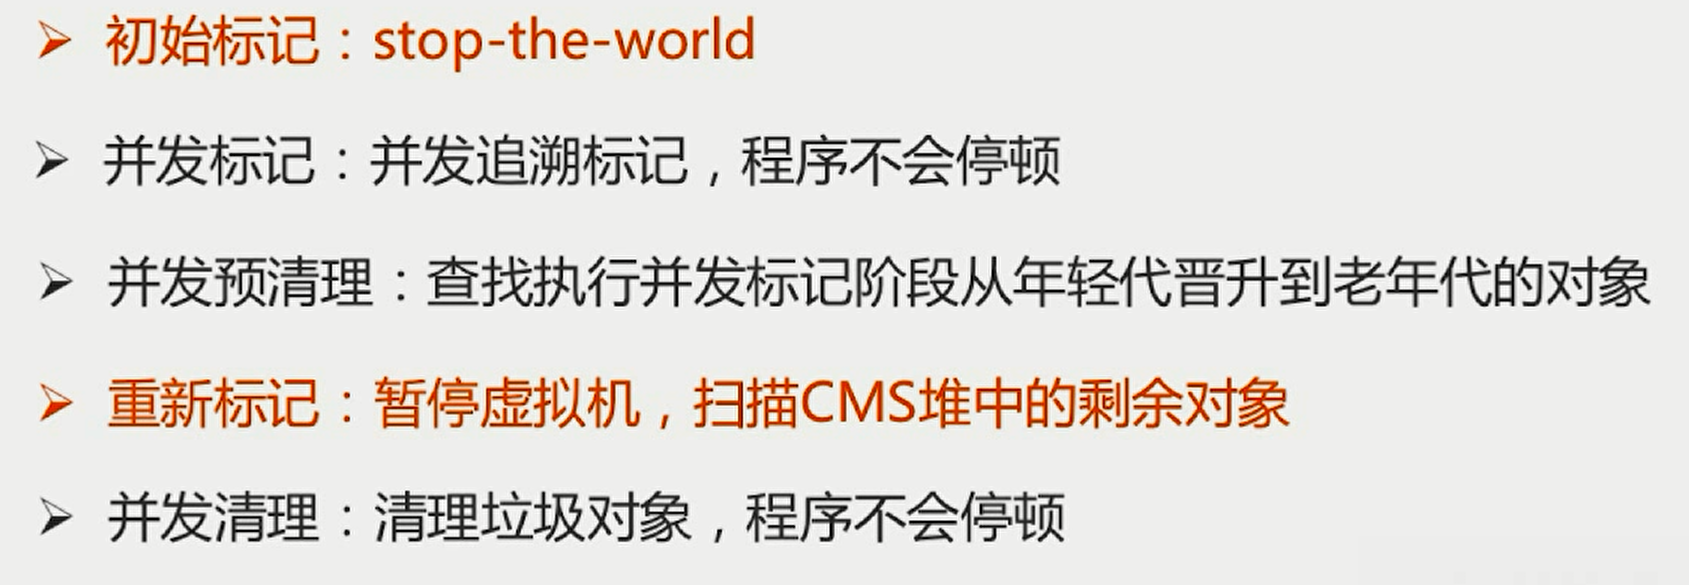 初始标记：stop-the-world
并发标记：并发追溯标记，程序不会停顿
并发预清理：查找执行并发标记阶段从年轻代晋升到老年代的对象
重新标记：暂停虚拟机，扫描CMS堆中的剩余对象
并发清理：清理垃圾对象，程序不会停顿